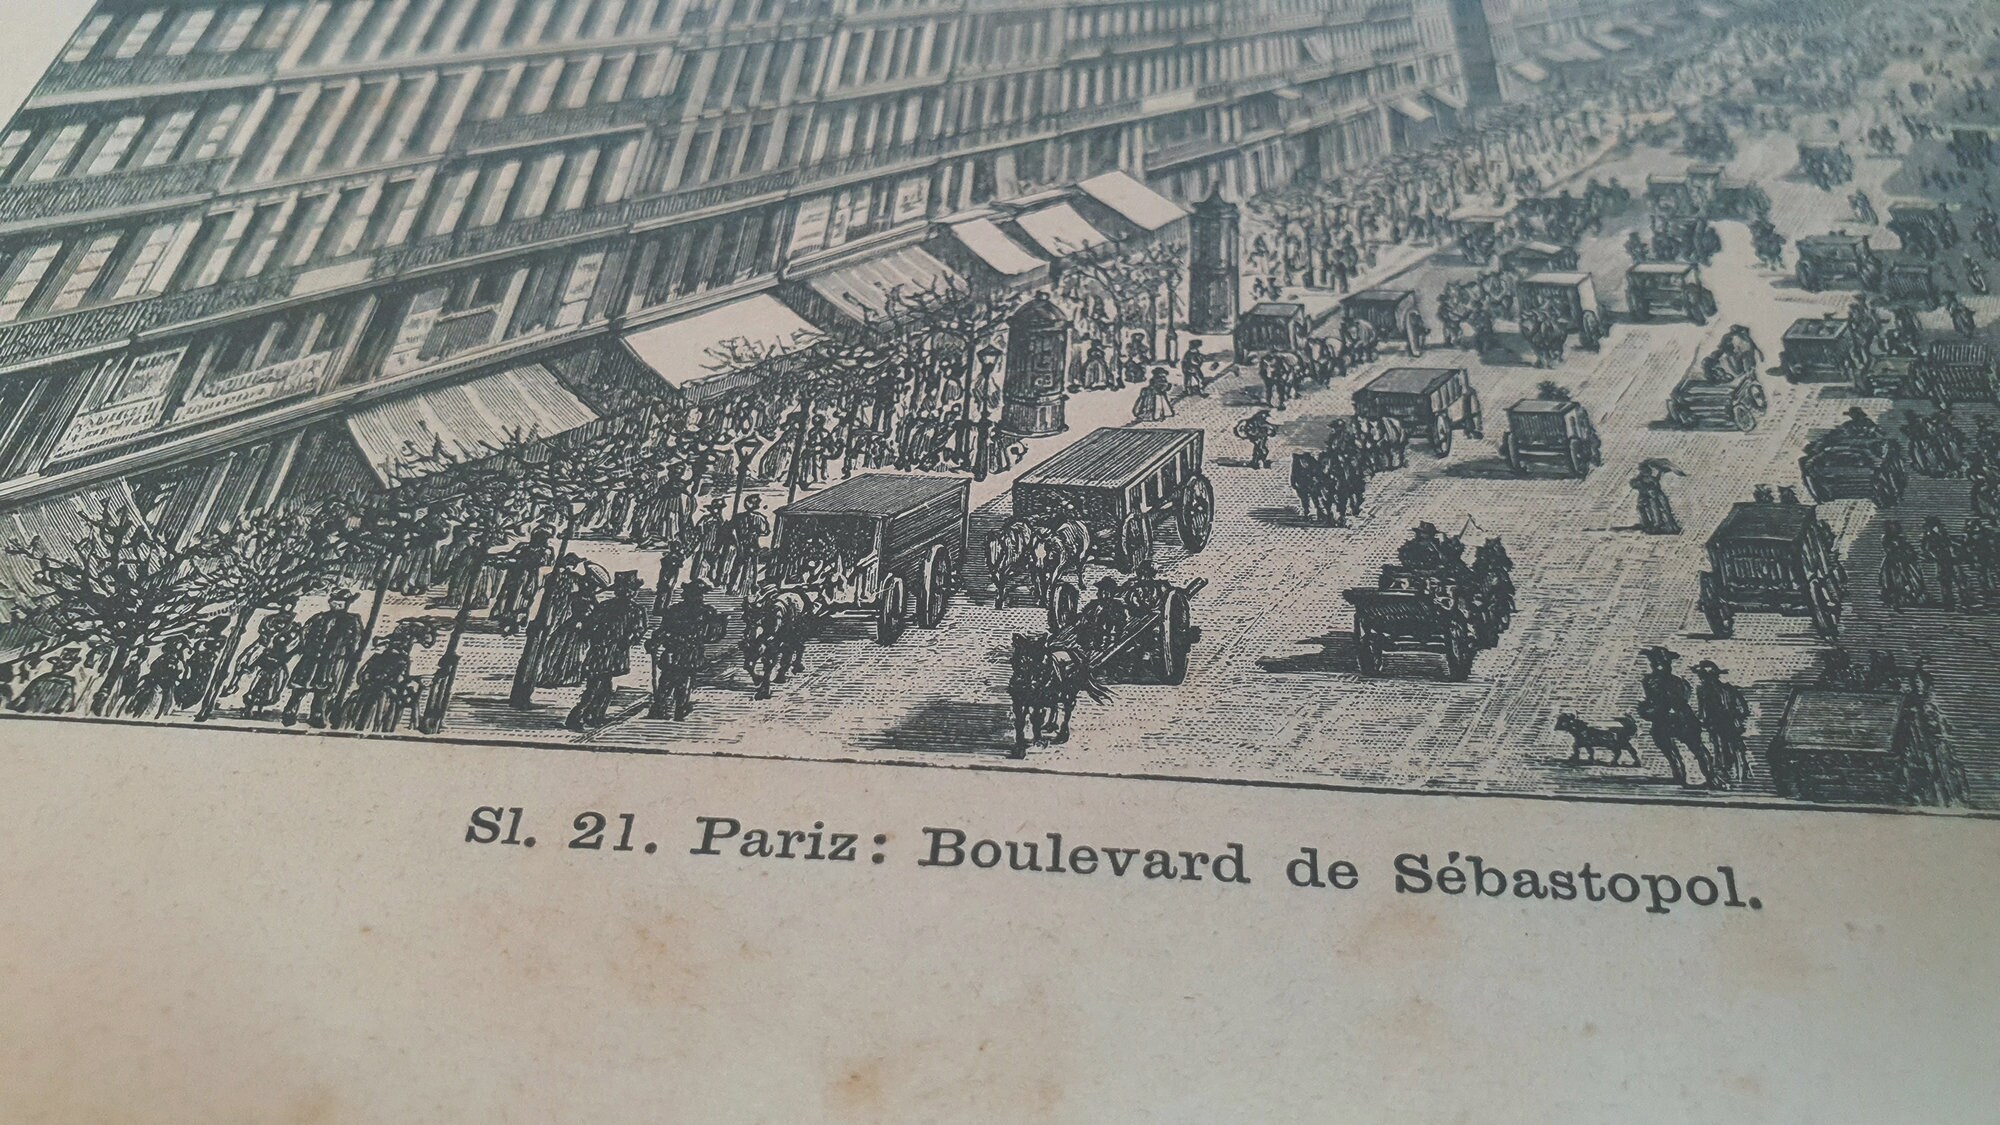 Sl. 21. Pariz: Boulevard de Sébastopol.